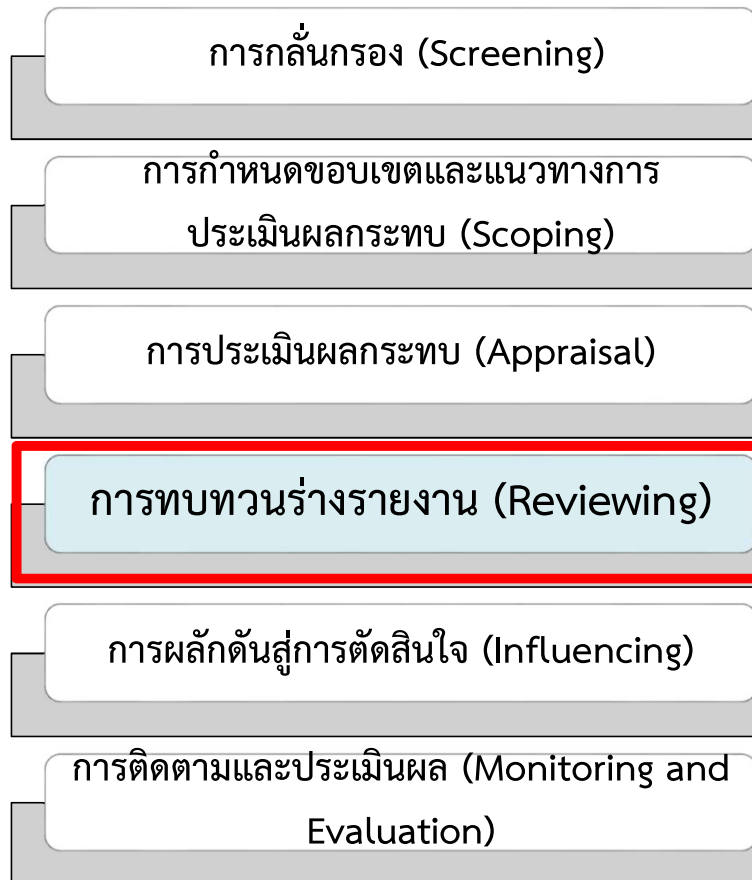 การกลั่นกรอง (Screening)
การกำหนดขอบเขตและแนวทางการ
ประเมินผลกระทบ (Scoping)
การประเมินผลกระทบ (Appraisal)
การทบทวนร่างรายงาน (Reviewing)
การผลักดันสู่การตัดสินใจ (Influencing)
การติดตามและประเมินผล (Monitoring and
Evaluation)